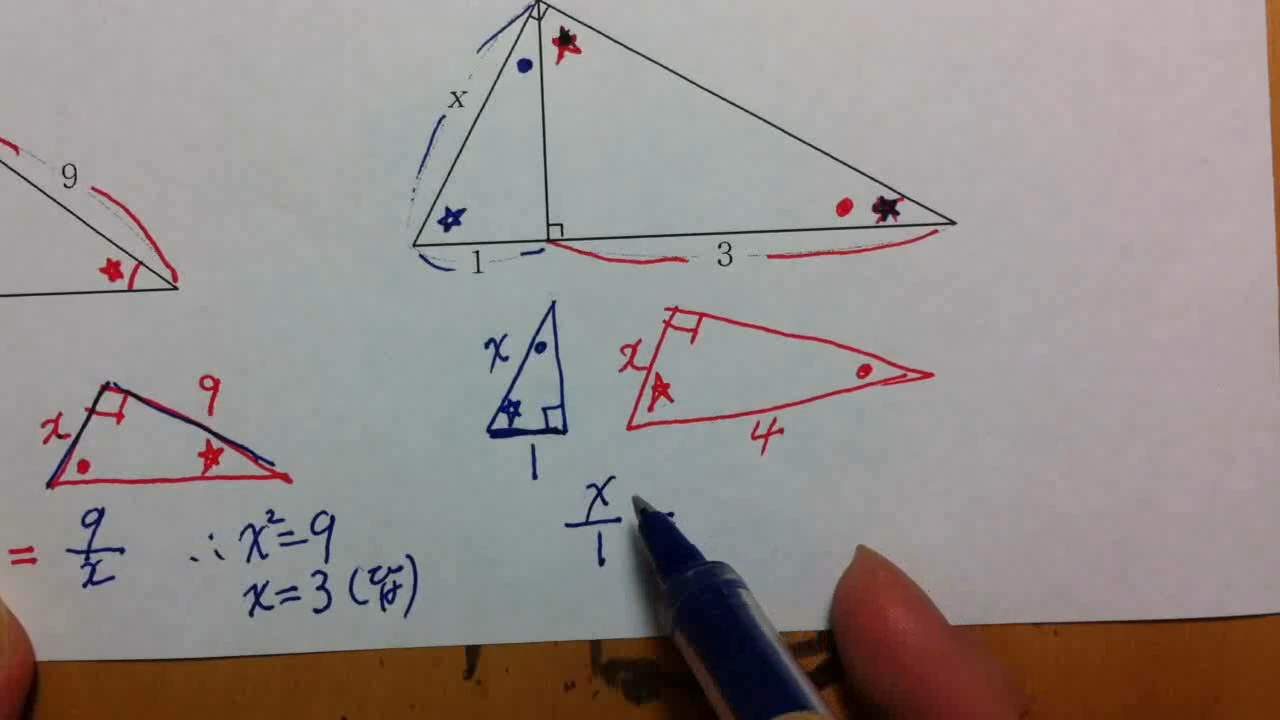 9
x
1
3
x
9
x
1
x
4
= 9/x ∴ x²=9
x=3
x/1 =